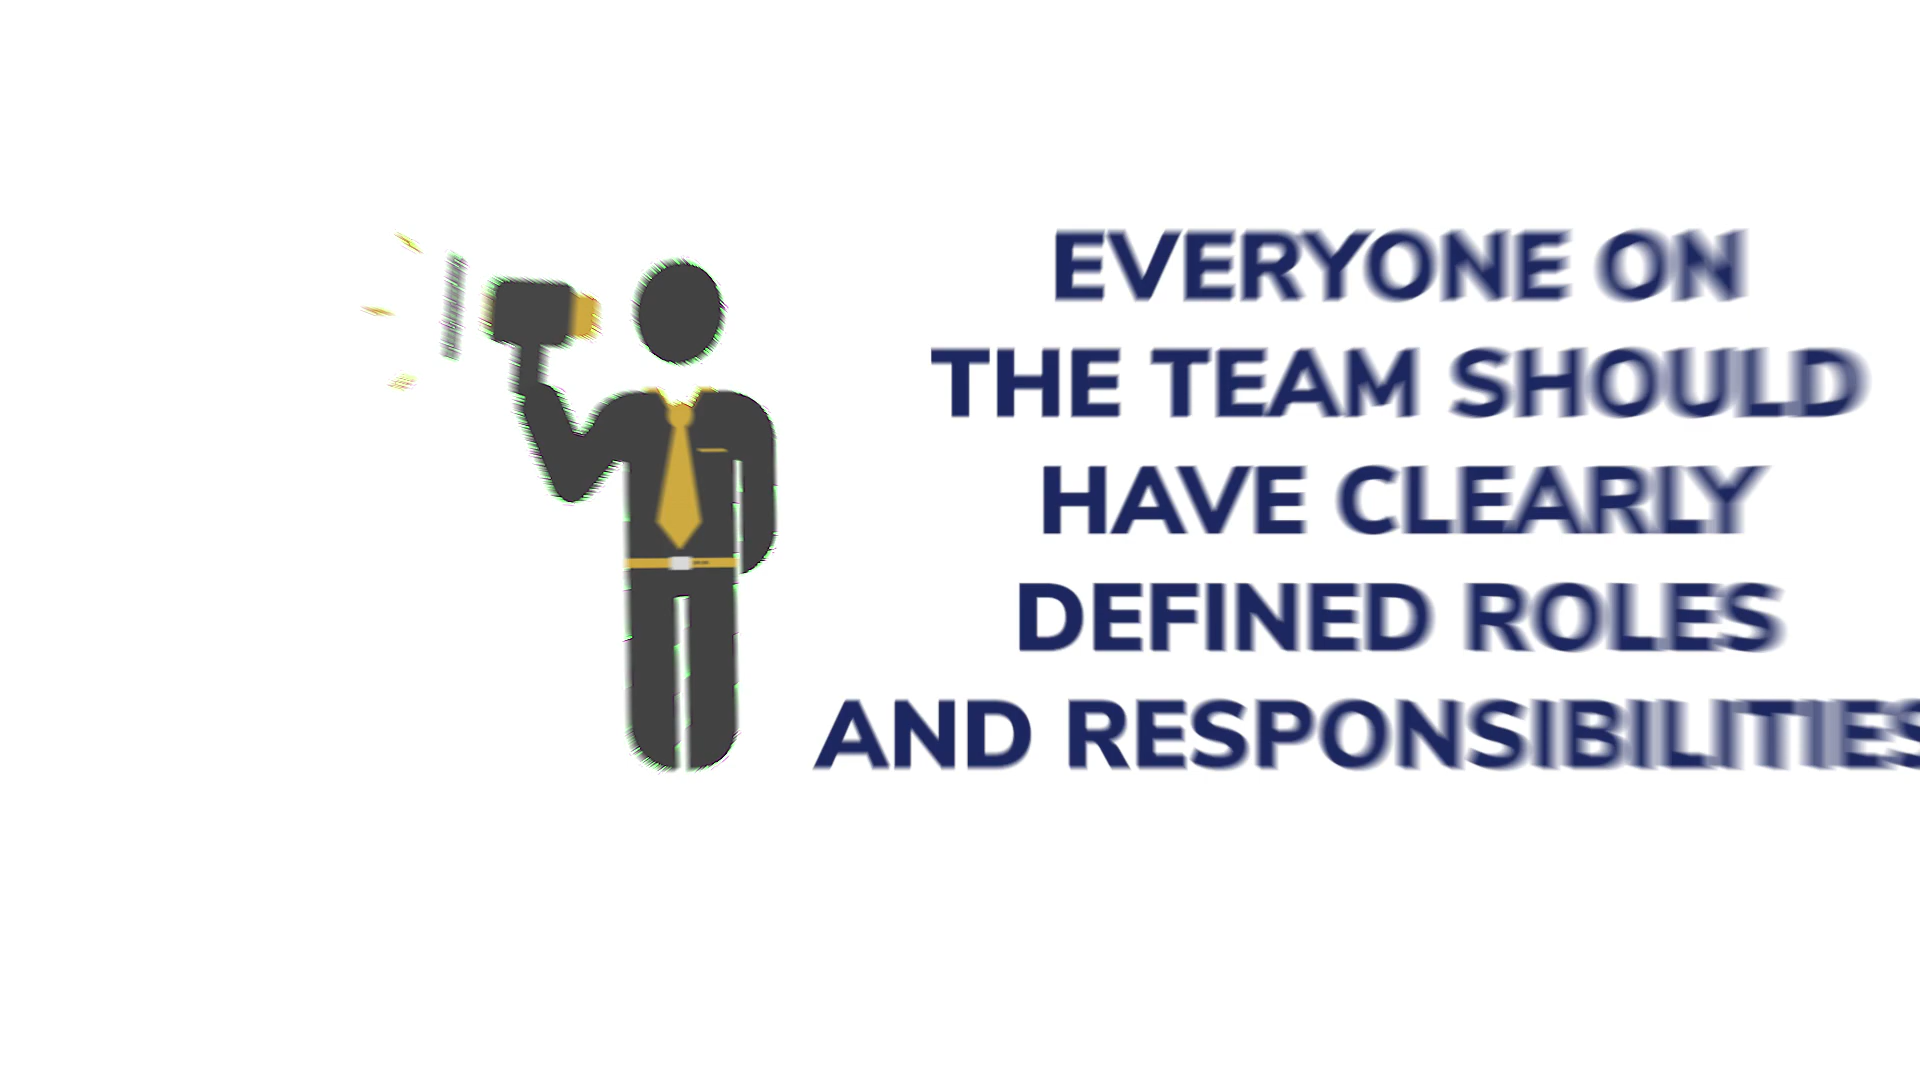 EVERYONE ON
THE TEAM SHOULD
HAVE CLEARLY
DEFINED ROLES
AND RESPONSIBILITIES